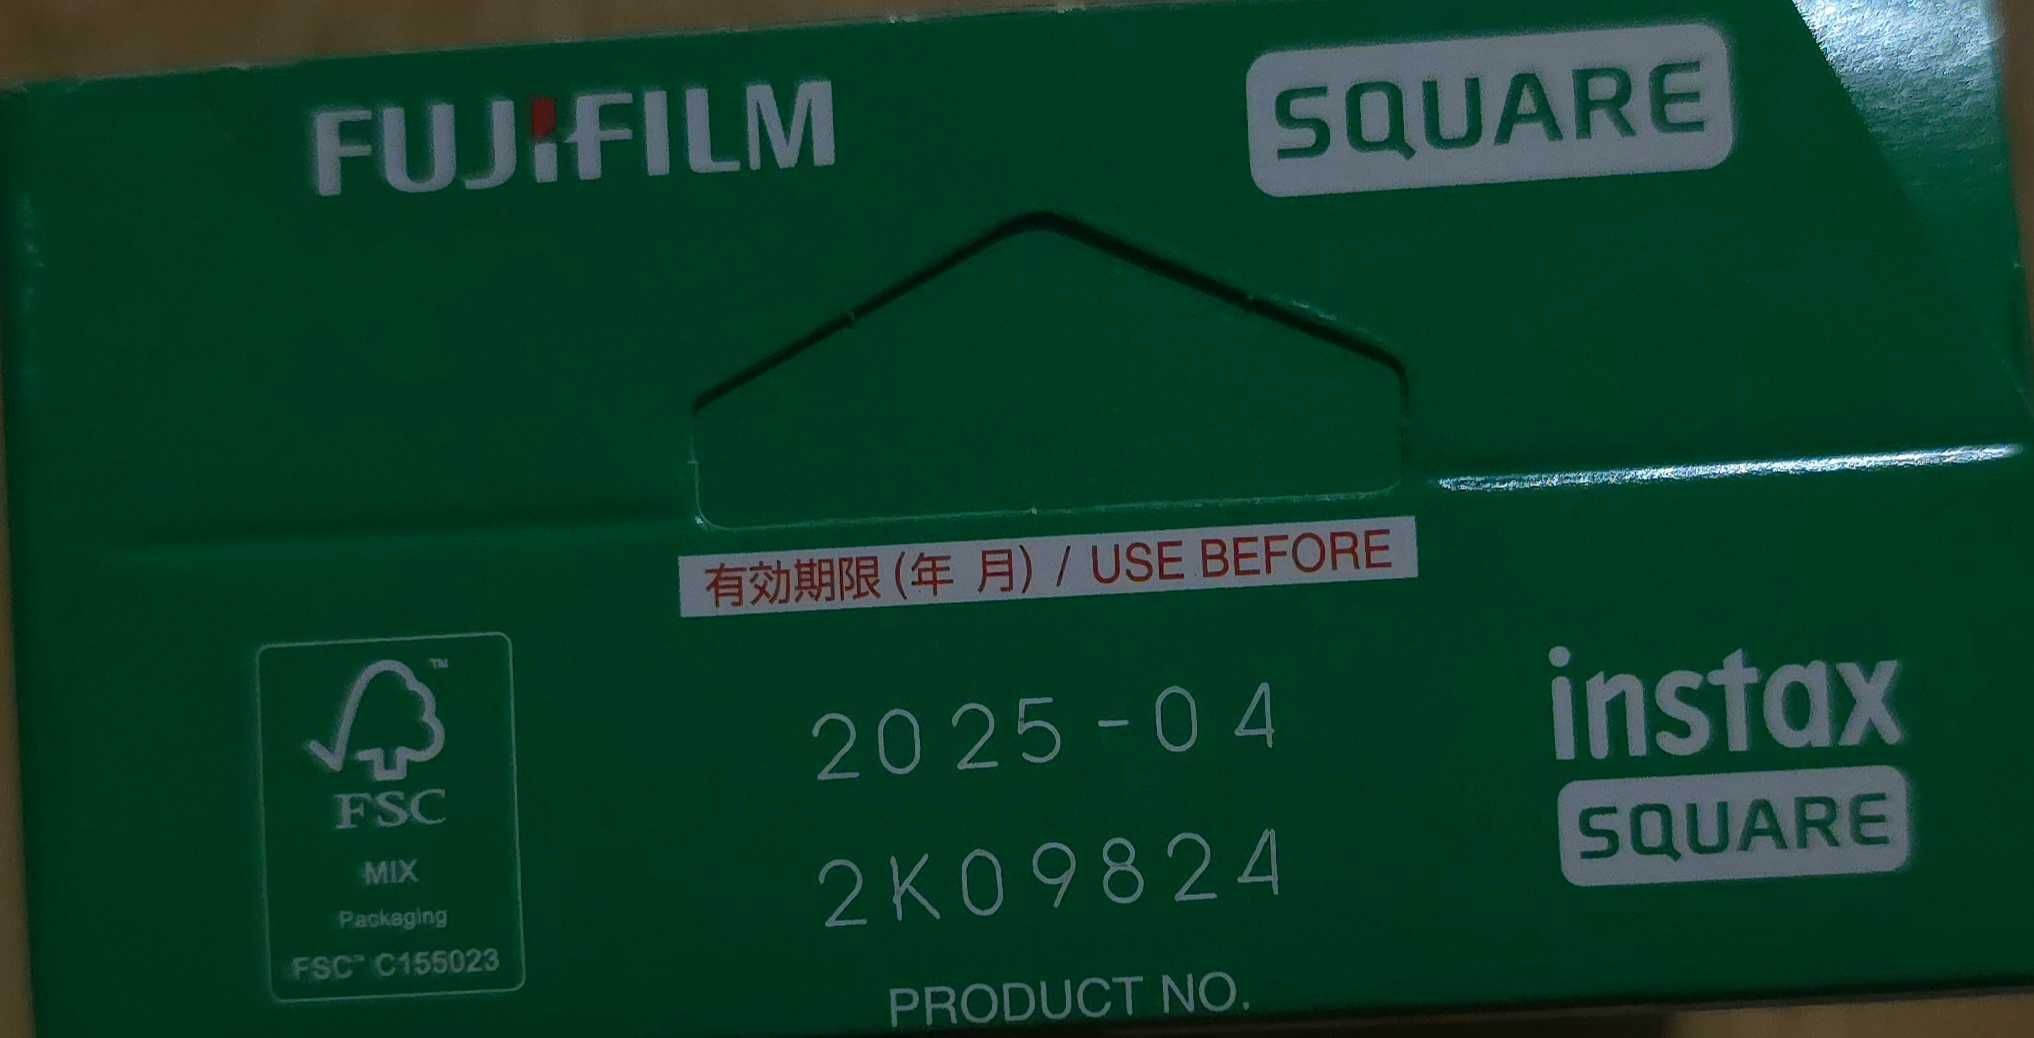 FUJIFILM
SQUARE
有効期限(年 月) / USE BEFORE
™
FSC
MIX
Packaging
FSC™ C155023
2025-04
2K09824
PRODUCT NO.
instax
SQUARE